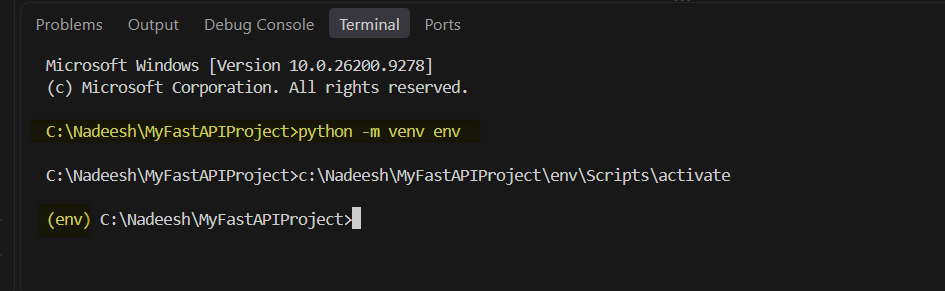 Problems Output Debug Console Terminal Ports
Microsoft Windows [Version 10.0.26200.9278]
(c) Microsoft Corporation. All rights reserved.
C:\Nadeesh\MyFastAPIProject>python -m venv env
C:\Nadeesh\MyFastAPIProject>c:\Nadeesh\MyFastAPIProject\env\Scripts\activate
(env) C:\Nadeesh\MyFastAPIProject>